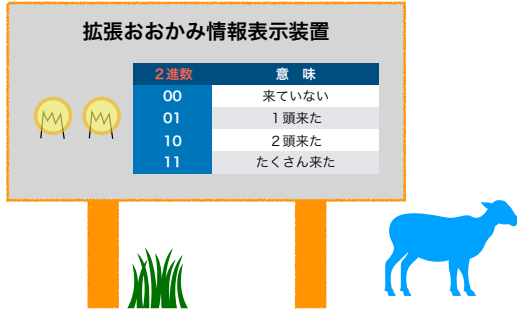 拡張おおかみ情報表示装置
２進数 意　味
00 来ていない
01 １頭来た
10 ２頭来た
11 たくさん来た